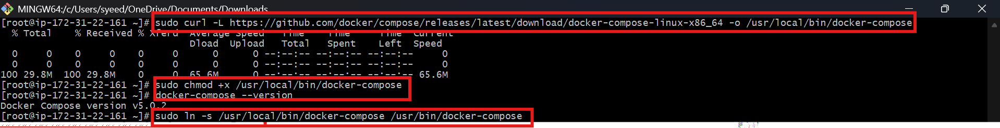 MINGW64:/c/Users/syeed/OneDrive/Documents/Downloads
[root@ip-172-31-22-161 ~]# sudo curl -L https://github.com/docker/compose/releases/latest/download/docker-compose-linux-x86_64 -o /usr/local/bin/docker-compose
% Total % Received % Xferd Average Speed Time Time Time Current
Dload Upload Total Spent Left Speed
0 0 0 0 0 0 0 0 --:--:-- --:--:-- --:--:-- 0
0 0 0 0 0 0 0 0 --:--:-- --:--:-- --:--:-- 0
100 29.8M 100 29.8M 0 0 65.6M 0 --:--:-- --:--:-- --:--:-- 65.6M
[root@ip-172-31-22-161 ~]# sudo chmod +x /usr/local/bin/docker-compose
[root@ip-172-31-22-161 ~]# docker-compose --version
Docker Compose version v5.0.2
[root@ip-172-31-22-161 ~]# sudo ln -s /usr/local/bin/docker-compose /usr/bin/docker-compose